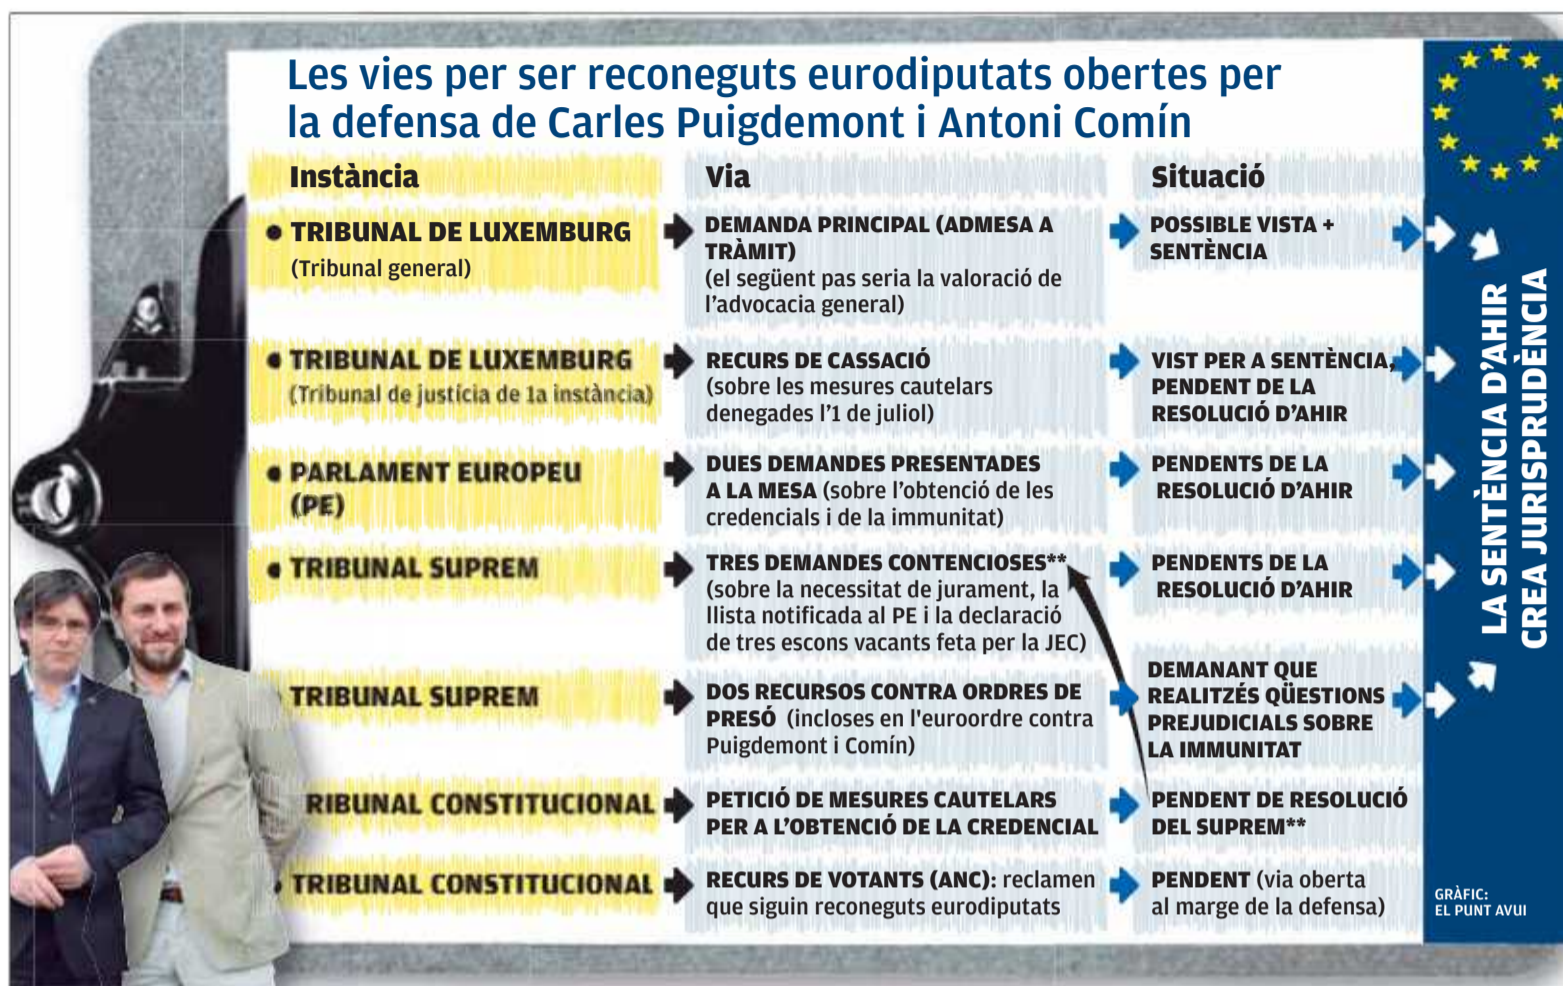 Les vies per ser reconeguts eurodiputats obertes per
la defensa de Carles Puigdemont i Antoni Comín
Instància
Via
Situació
TRIBUNAL DE LUXEMBURG
(Tribunal general)
DEMANDA PRINCIPAL (ADMESA A
TRÀMIT)
(el següent pas seria la valoració de
l'advocacia general)
POSSIBLE VISTA +
SENTÈNCIA
TRIBUNAL DE LUXEMBURG
(Tribunal de justícia de 1a instància)
RECURS DE CASSACIÓ
(sobre les mesures cautelars
denegades l'1 de juliol)
VIST PER A SENTÈNCIA,
PENDENT DE LA
RESOLUCIÓ D'AHIR
PARLAMENT EUROPEU
(PE)
DUES DEMANDES PRESENTADES
A LA MESA (sobre l'obtenció de les
credencials i de la immunitat)
PENDENTS DE LA
RESOLUCIÓ D'AHIR
TRIBUNAL SUPREM
TRES DEMANDES CONTENCIOSES**
(sobre la necessitat de jurament, la
llista notificada al PE i la declaració
de tres escons vacants feta per la JEC)
PENDENTS DE LA
RESOLUCIÓ D'AHIR
TRIBUNAL SUPREM
DOS RECURSOS CONTRA ORDRES DE
PRESÓ (incloses en l'euroordre contra
Puigdemont i Comín)
DEMANANT QUE
REALITZÉS QÜESTIONS
PREJUDICIALS SOBRE
LA IMMUNITAT
RIBUNAL CONSTITUCIONAL
PETICIÓ DE MESURES CAUTELARS
PER A L'OBTENCIÓ DE LA CREDENCIAL
PENDENT DE RESOLUCIÓ
DEL SUPREM**
TRIBUNAL CONSTITUCIONAL
RECURS DE VOTANTS (ANC): reclamen
que siguin reconeguts eurodiputats
PENDENT (via oberta
al marge de la defensa)
LA SENTÈNCIA D'AHIR
CREA JURISPRUDÈNCIA
GRÀFIC:
EL PUNT AVUI